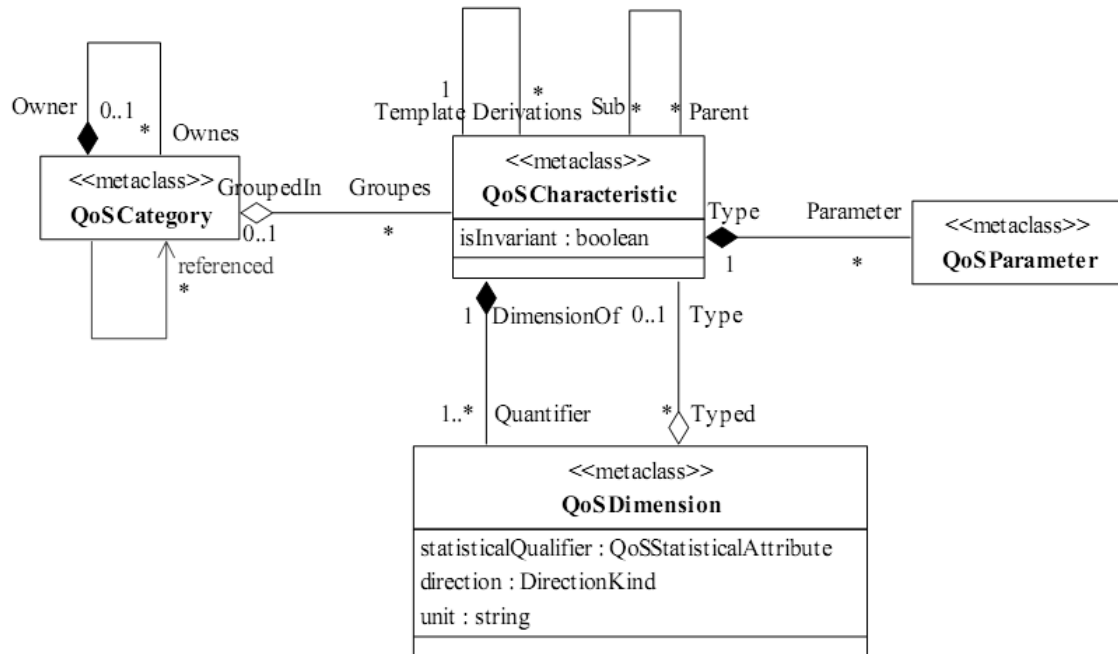 Owner 0..1
* Ownes
<<metaclass>>
QoSCategory
GroupedIn Groupes
0..1 *
referenced
*
1 *
Template Derivations
Sub * * Parent
<<metaclass>>
QoSCharacteristic
isInvariant : boolean
Type Parameter
1 *
<<metaclass>>
QoSParameter
1 DimensionOf 0..1 Type
1..* Quantifier * Typed
<<metaclass>>
QoSDimension
statisticalQualifier : QoSStatisticalAttribute
direction : DirectionKind
unit : string